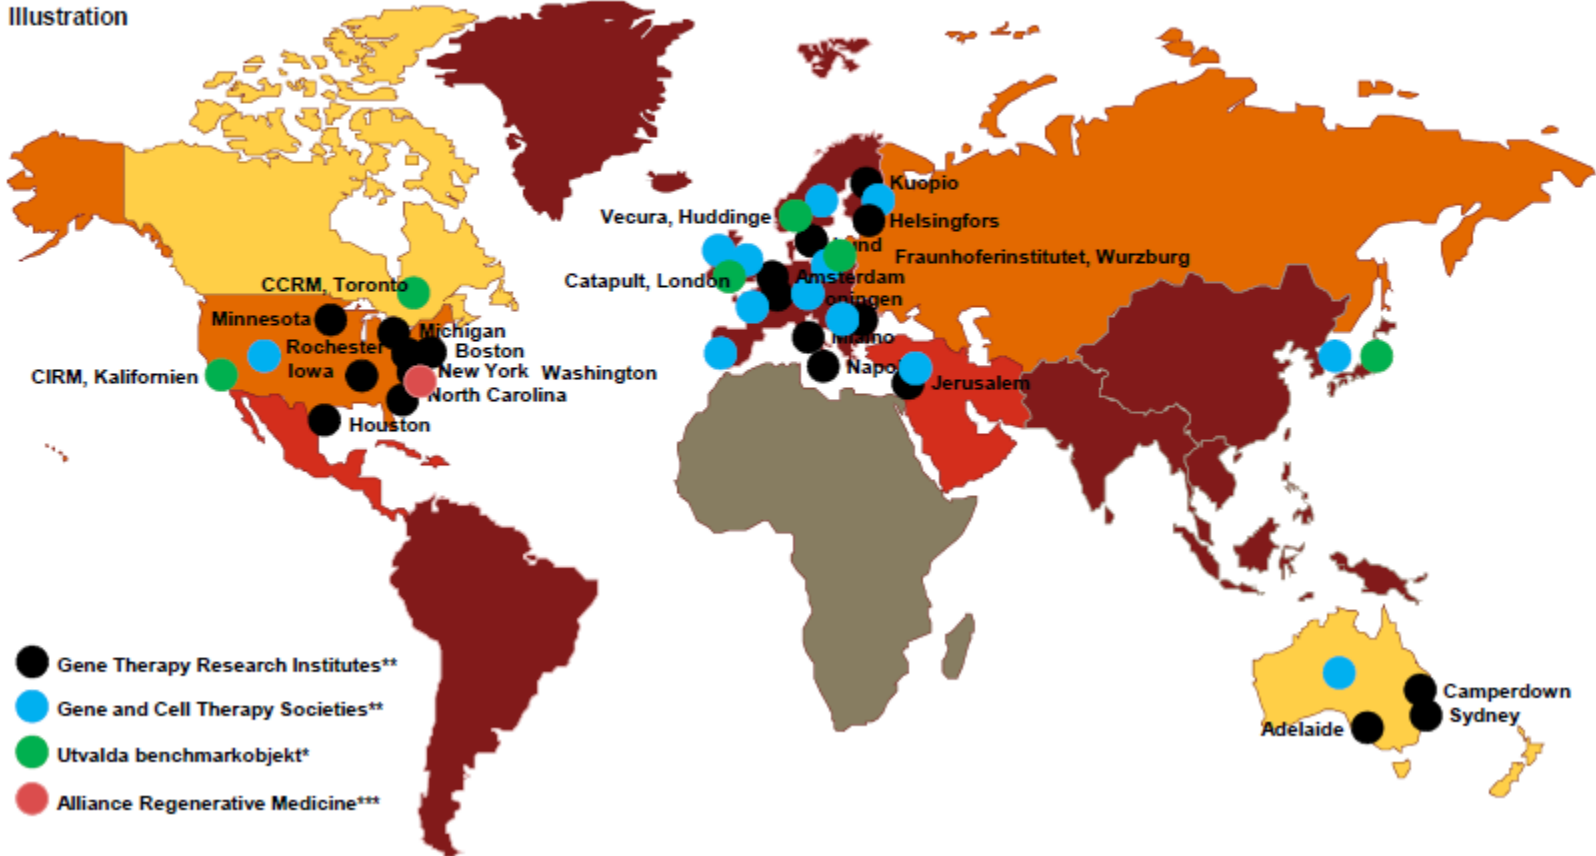 Illustration
Kuopio
Vecura, Huddinge
Helsingfors
Fraunhoferinstitutet, Wurzburg
Catapult, London
Amsterdam
CCRM, Toronto
Minnesota
Michigan
Rochester
Boston
CIRM, Kalifornien
Iowa
New York
Washington
North Carolina
Jerusalem
Houston
Gene Therapy Research Institutes**
Gene and Cell Therapy Societies**
Utvalda benchmarkobjekt*
Alliance Regenerative Medicine***
Camperdown
Sydney
Adelaide